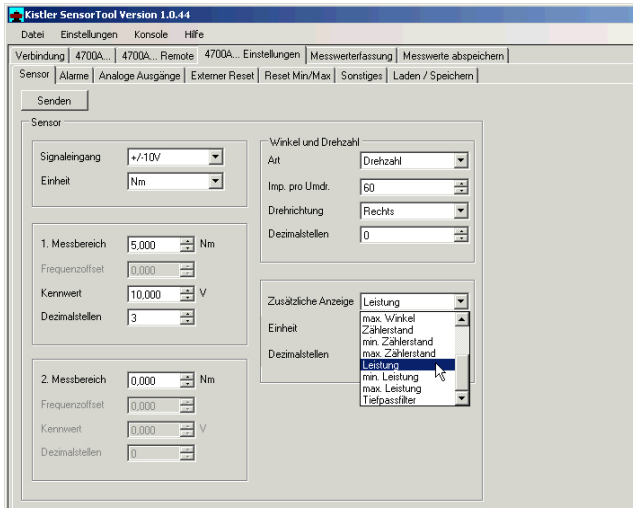 Kistler SensorTool Version 1.0.44
Datei Einstellungen Konsole Hilfe
Verbindung 4700A... 4700A... Remote 4700A... Einstellungen Messwerterfassung Messwerte abspeichern
Sensor Alarme Analoge Ausgänge Externer Reset Reset Min/Max Sonstiges Laden / Speichern
Senden
Sensor
Signaleingang +/-10V
Einheit Nm
1. Messbereich 5,000 Nm
Frequenzoffset 0,000
Kennwert 10,000 V
Dezimalstellen 3
2. Messbereich 0,000 Nm
Frequenzoffset 0,000
Kennwert 0,000 V
Dezimalstellen 0
Winkel und Drehzahl
Art Drehzahl
Imp. pro Umdr. 60
Drehrichtung Rechts
Dezimalstellen 0
Zusätzliche Anzeige Leistung
Einheit
Dezimalstellen
max. Winkel
Zählerstand
min. Zählerstand
max. Zählerstand
Leistung
min. Leistung
max. Leistung
Tiefpassfilter